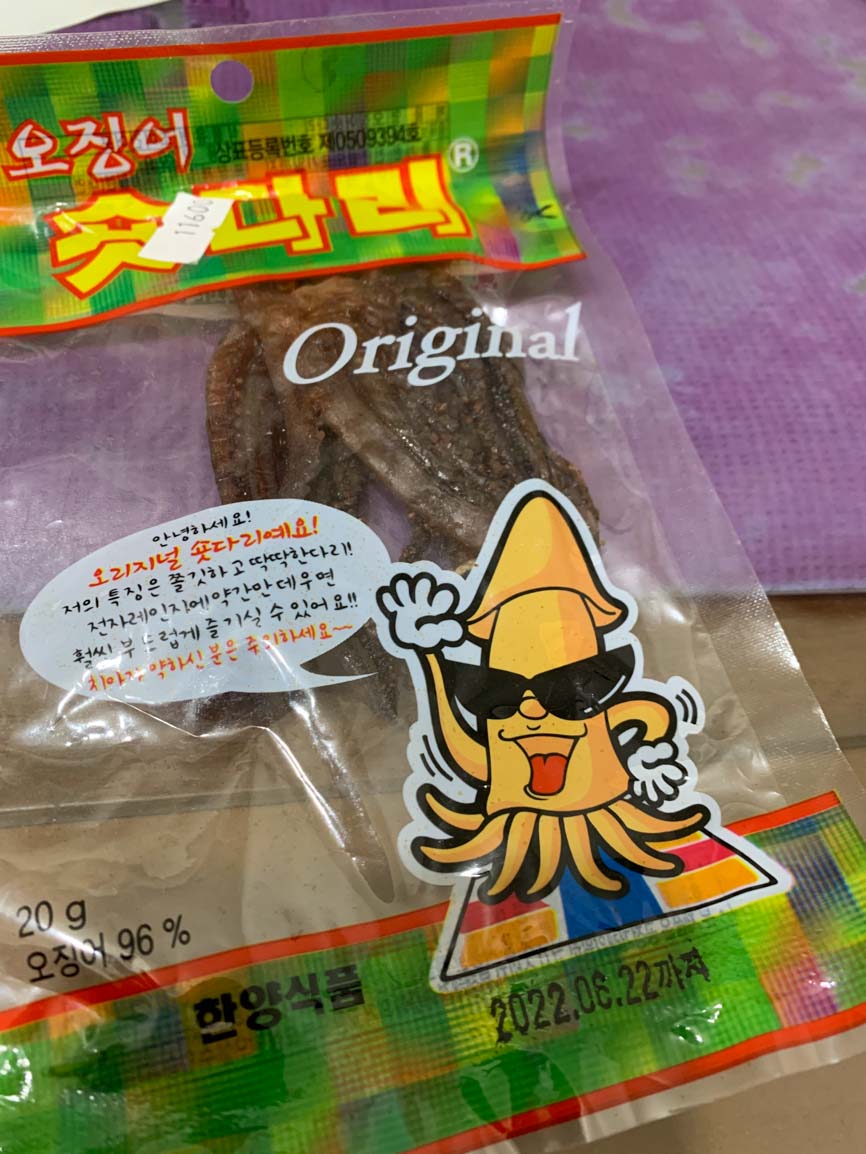 오징어
상표등록번호 제0509394호
숏다리®
11600
Original
안녕하세요!
오리지널 숏다리예요!
저의 특징은 쫄깃하고 딱딱한다리!
전자레인지에 약간만 데우면
훨씬 부드럽게 즐기실 수 있어요!!
치아가 약하신 분은 주의하세요~~
20 g
오징어 96 %
한양식품
2022.06.22까지